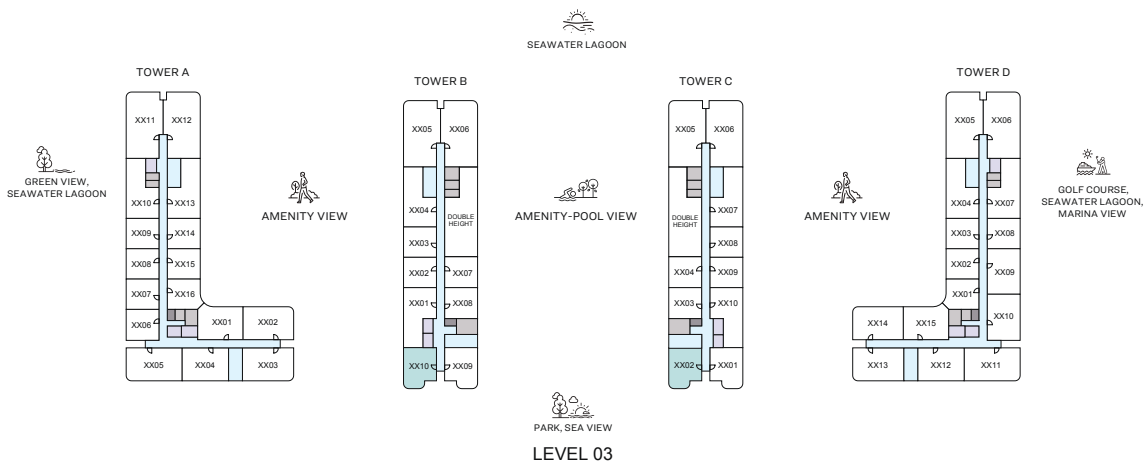 SEAWATER LAGOON
TOWER A
TOWER B
TOWER C
TOWER D
XX11
XX12
XX10
XX13
XX09
XX14
XX08
XX15
XX07
XX16
XX06
XX01
XX02
XX05
XX04
XX03
GREEN VIEW,
SEAWATER LAGOON
AMENITY VIEW
XX05
XX06
XX04
DOUBLE
HEIGHT
XX03
XX02
XX07
XX01
XX08
XX10
XX09
AMENITY-POOL VIEW
XX05
XX06
XX07
DOUBLE
HEIGHT
XX08
XX04
XX09
XX03
XX10
XX02
XX01
AMENITY VIEW
XX05
XX06
XX04
XX07
XX03
XX08
XX02
XX09
XX01
XX10
XX14
XX15
XX13
XX12
XX11
GOLF COURSE,
SEAWATER LAGOON,
MARINA VIEW
PARK, SEA VIEW
LEVEL 03